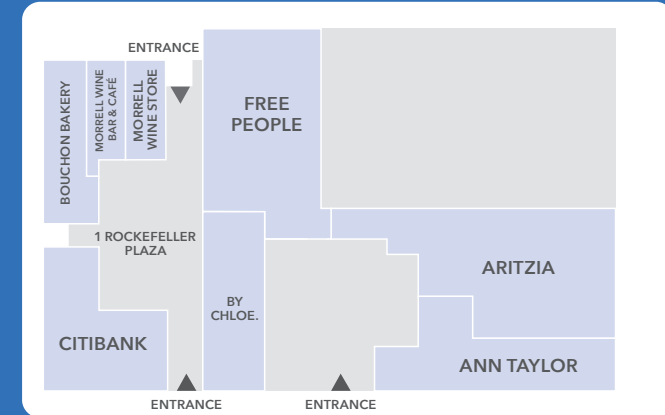 ENTRANCE
BOUCHON BAKERY
MORRELL WINE
BAR & CAFÉ
MORRELL
WINE STORE
FREE
PEOPLE
1 ROCKEFELLER
PLAZA
ARITZIA
BY
CHLOE.
CITIBANK
ANN TAYLOR
ENTRANCE
ENTRANCE